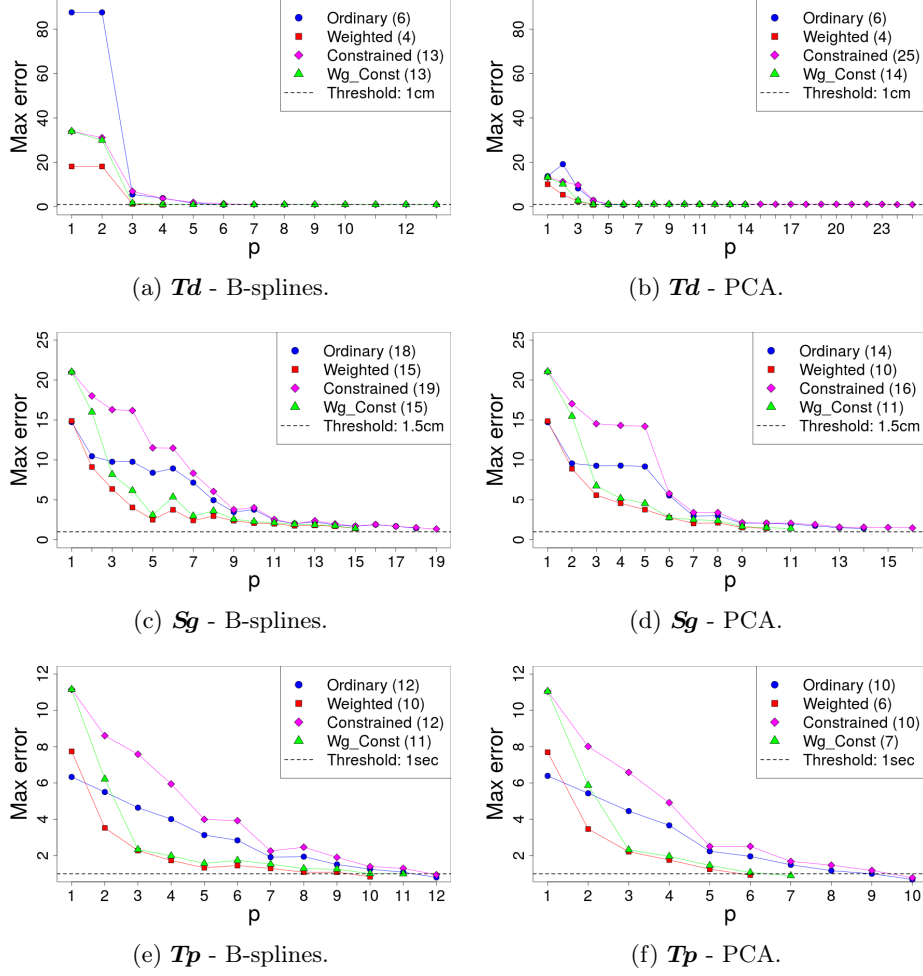 Max error
80
60
40
20
0
1 2 3 4 5 6 7 8 9 10 12
p
Ordinary (6)
Weighted (4)
Constrained (13)
Wg_Const (13)
Threshold: 1cm
(a) Td - B-splines.
Max error
80
60
40
20
0
1 3 5 7 9 11 14 17 20 23
p
Ordinary (6)
Weighted (4)
Constrained (25)
Wg_Const (14)
Threshold: 1cm
(b) Td - PCA.
Max error
25
20
15
10
5
0
1 3 5 7 9 11 13 15 17 19
p
Ordinary (18)
Weighted (15)
Constrained (19)
Wg_Const (15)
Threshold: 1.5cm
(c) Sg - B-splines.
Max error
25
20
15
10
5
0
1 2 3 4 5 6 7 8 9 11 13 15
p
Ordinary (14)
Weighted (10)
Constrained (16)
Wg_Const (11)
Threshold: 1.5cm
(d) Sg - PCA.
Max error
12
10
8
6
4
2
1 2 3 4 5 6 7 8 9 10 11 12
p
Ordinary (12)
Weighted (10)
Constrained (12)
Wg_Const (11)
Threshold: 1sec
(e) Tp - B-splines.
Max error
12
10
8
6
4
2
1 2 3 4 5 6 7 8 9 10
p
Ordinary (10)
Weighted (6)
Constrained (10)
Wg_Const (7)
Threshold: 1sec
(f) Tp - PCA.